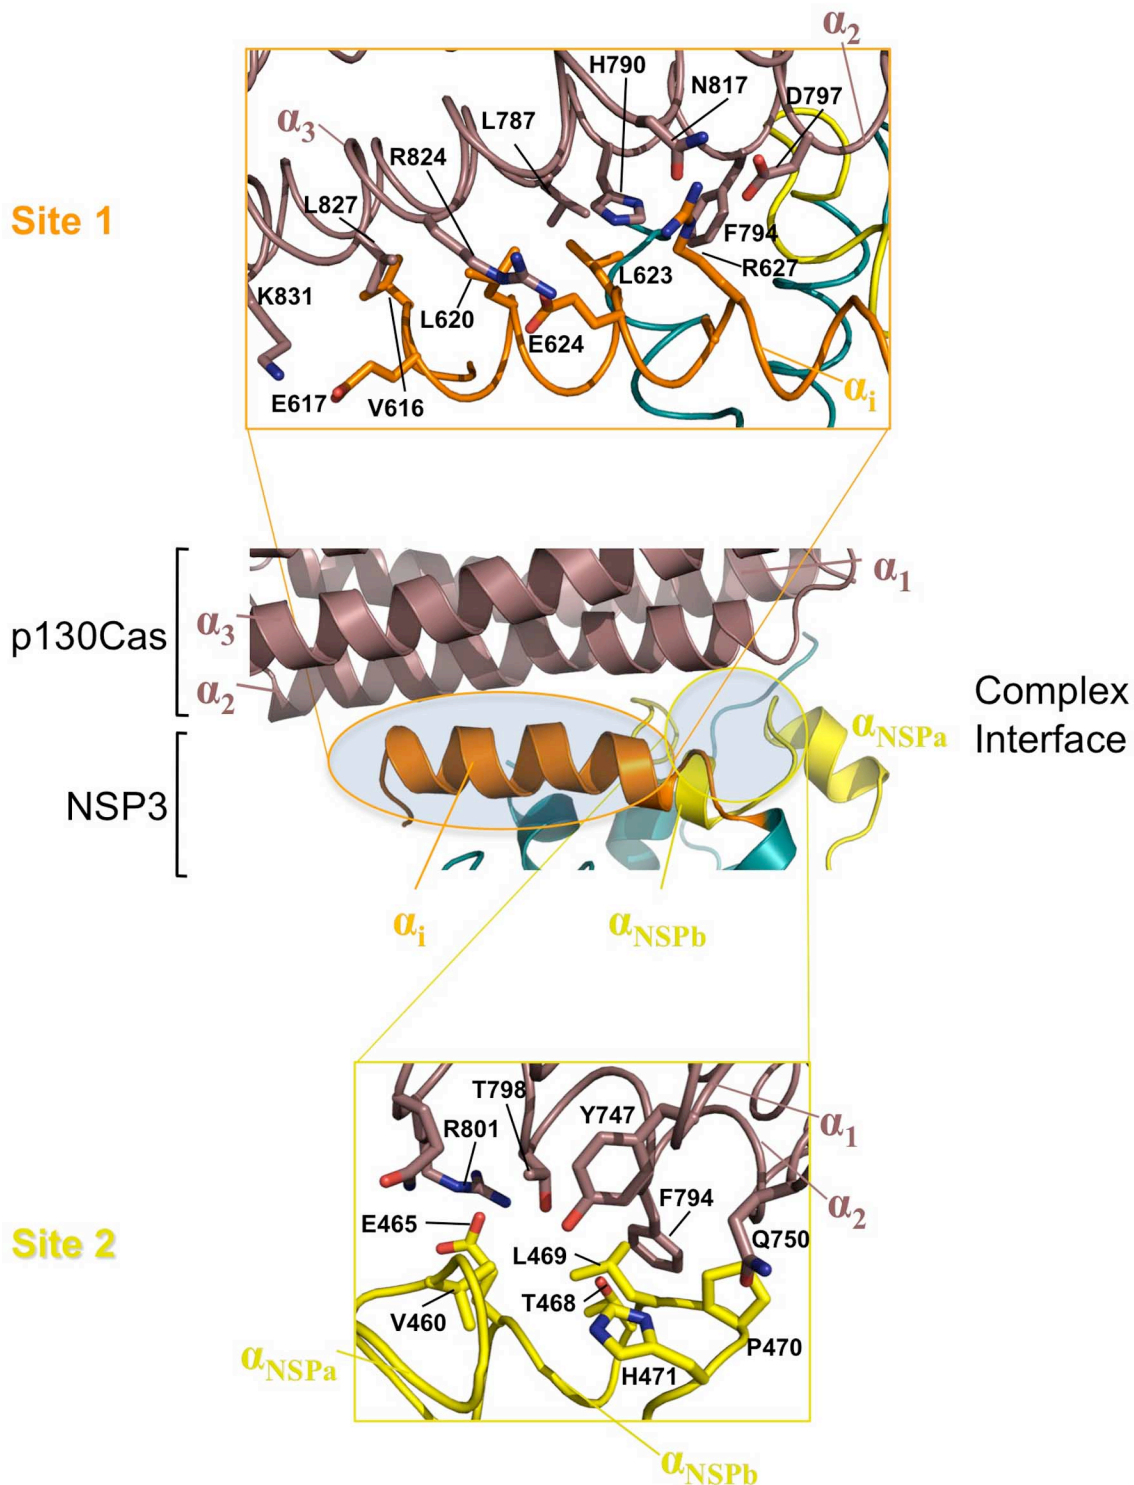 α2
H790
N817
D797
L787
α3
R824
L827
Site 1
F794
R627
L623
K831
L620
E624
αi
E617
V616
α1
α3
p130Cas
α2
Complex
Interface
αNSPa
NSP3
αi
αNSPb
T798
Y747
R801
α1
F794
α2
E465
Q750
Site 2
L469
T468
V460
P470
αNSPa
H471
αNSPb